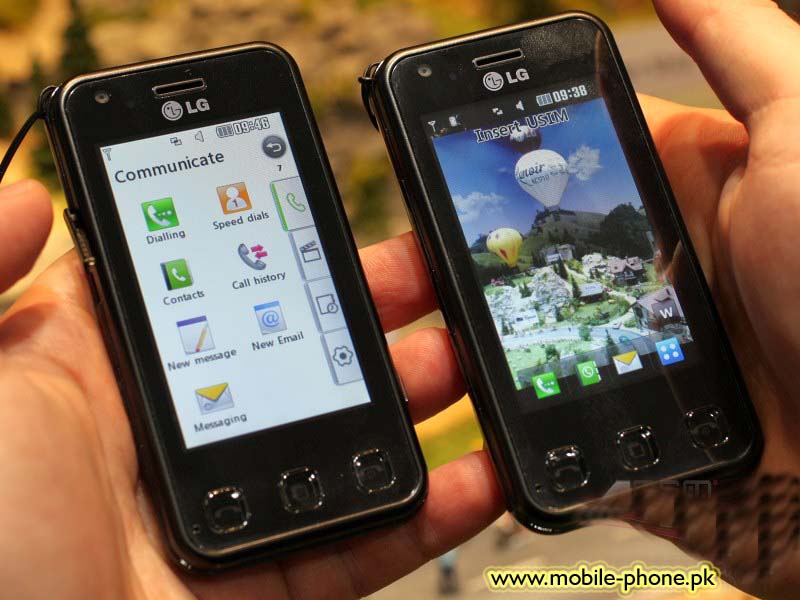 LG
09:46
Communicate
7
Dialling
Speed dials
1
Contacts
Call history
New message
New Email
@
Messaging
LG
09:38
Insert USIM
W
www.mobile-phone.pk